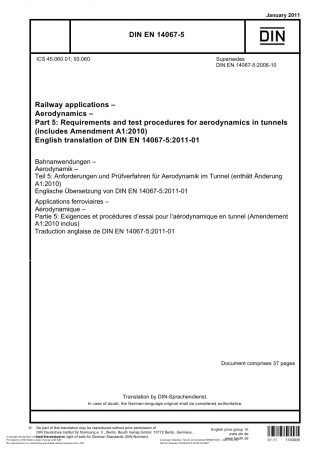 January 2011
DIN EN 14067-5
DIN
ICS 45.060.01; 93.060
Supersedes
DIN EN 14067-5:2006-10
Railway applications –
Aerodynamics –
Part 5: Requirements and test procedures for aerodynamics in tunnels
(includes Amendment A1:2010)
English translation of DIN EN 14067-5:2011-01
Bahnanwendungen –
Aerodynamik –
Teil 5: Anforderungen und Prüfverfahren für Aerodynamik im Tunnel (enthält Änderung
A1:2010)
Englische Übersetzung von DIN EN 14067-5:2011-01
Applications ferroviaires –
Aérodynamique –
Partie 5: Exigences et procédures d'essai pour l'aérodynamique en tunnel (Amendement
A1:2010 inclus)
Traduction anglaise de DIN EN 14067-5:2011-01
Document comprises 37 pages
Translation by DIN-Sprachendienst.
In case of doubt, the German-language original shall be considered authoritative.
© No part of this translation may be reproduced without prior permission of
DIN Deutsches Institut für Normung e. V., Berlin. Beuth Verlag GmbH, 10772 Berlin, Germany,
has the exclusive right of sale for German Standards (DIN-Normen).
English price group 16
www.din.de
www.beuth.de